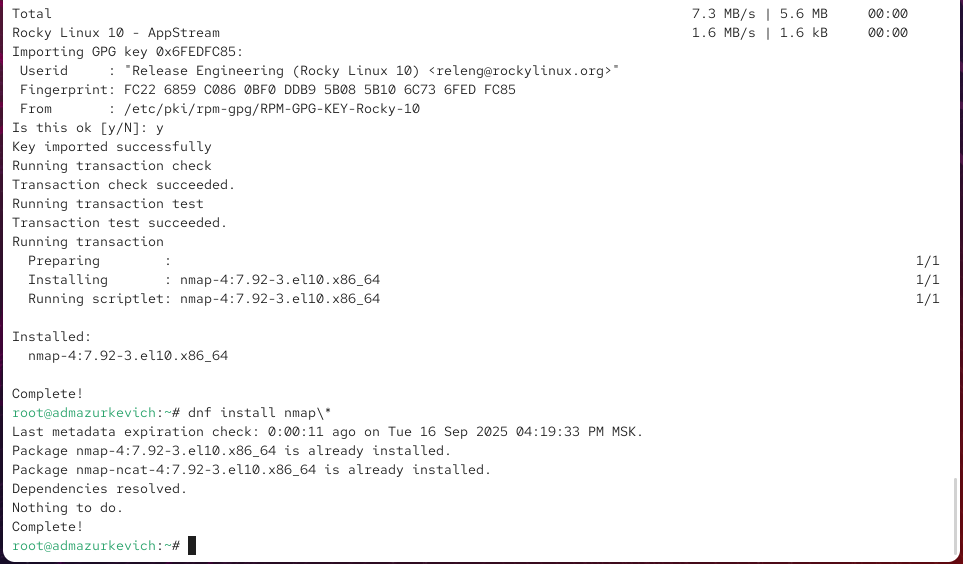 Total 7.3 MB/s | 5.6 MB 00:00
Rocky Linux 10 - AppStream 1.6 MB/s | 1.6 kB 00:00
Importing GPG key 0x6FEDFC85:
Userid : "Release Engineering (Rocky Linux 10) <releng@rockylinux.org>"
Fingerprint: FC22 6859 C086 0BF0 DDB9 5B08 5B10 6C73 6FED FC85
From : /etc/pki/rpm-gpg/RPM-GPG-KEY-Rocky-10
Is this ok [y/N]: y
Key imported successfully
Running transaction check
Transaction check succeeded.
Running transaction test
Transaction test succeeded.
Running transaction
Preparing : 1/1
Installing : nmap-4:7.92-3.el10.x86_64 1/1
Running scriptlet: nmap-4:7.92-3.el10.x86_64 1/1
Installed:
nmap-4:7.92-3.el10.x86_64
Complete!
root@admazurkevich:~# dnf install nmap\*
Last metadata expiration check: 0:00:11 ago on Tue 16 Sep 2025 04:19:33 PM MSK.
Package nmap-4:7.92-3.el10.x86_64 is already installed.
Package nmap-ncat-4:7.92-3.el10.x86_64 is already installed.
Dependencies resolved.
Nothing to do.
Complete!
root@admazurkevich:~#